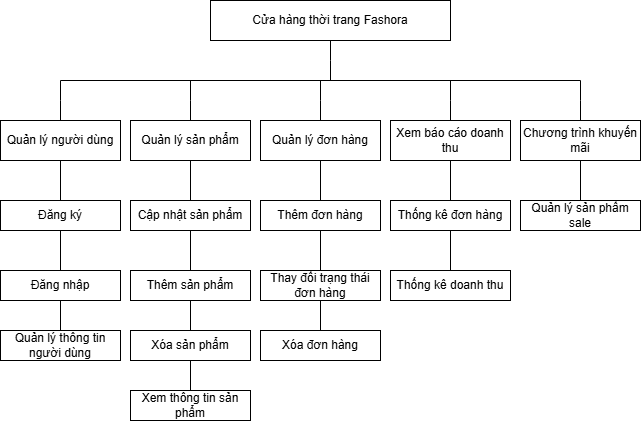 Cửa hàng thời trang Fashora
Quản lý người dùng
Quản lý sản phẩm
Quản lý đơn hàng
Xem báo cáo doanh
thu
Chương trình khuyến
mãi
Đăng ký
Cập nhật sản phẩm
Thêm đơn hàng
Thống kê đơn hàng
Quản lý sản phẩm
sale
Đăng nhập
Thêm sản phẩm
Thay đổi trạng thái
đơn hàng
Thống kê doanh thu
Quản lý thông tin
người dùng
Xóa sản phẩm
Xóa đơn hàng
Xem thông tin sản
phẩm